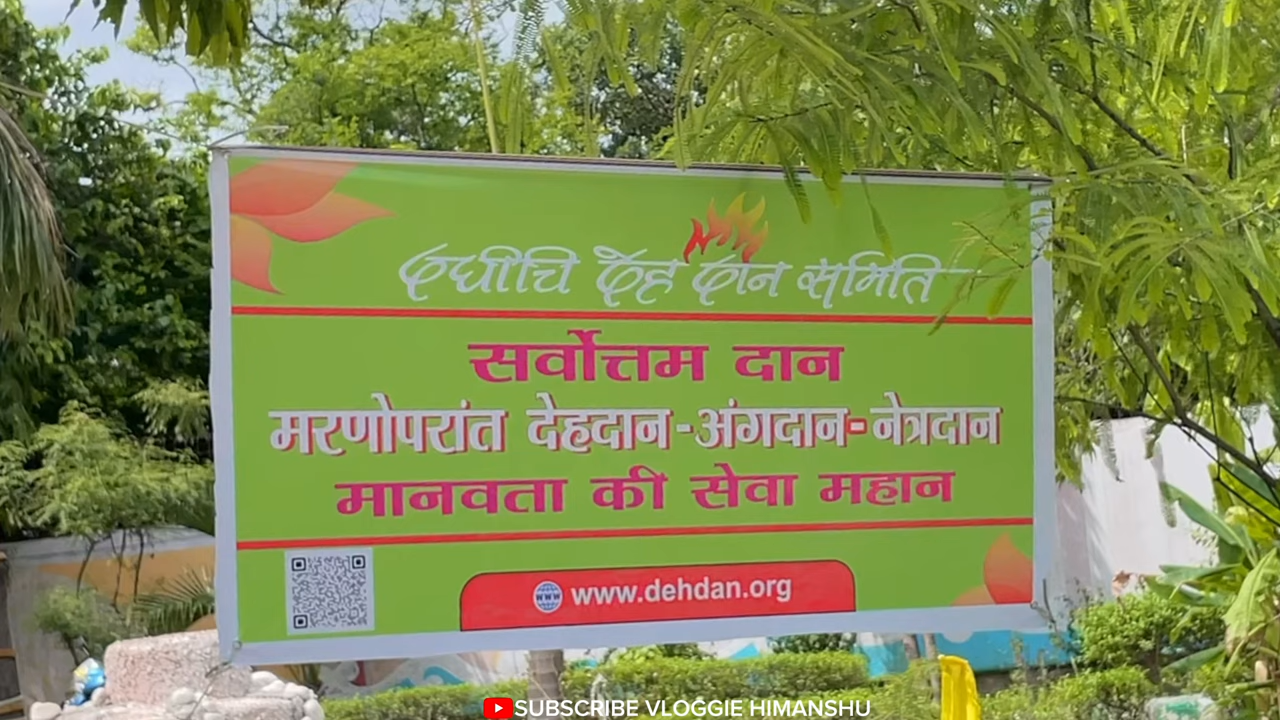 दधीचि देह दान समिति
सर्वोत्तम दान
मरणोपरांत देहदान-अंगदान-नेत्रदान
मानवता की सेवा महान
www.dehdan.org
SUBSCRIBE VLOGGIE HIMANSHU